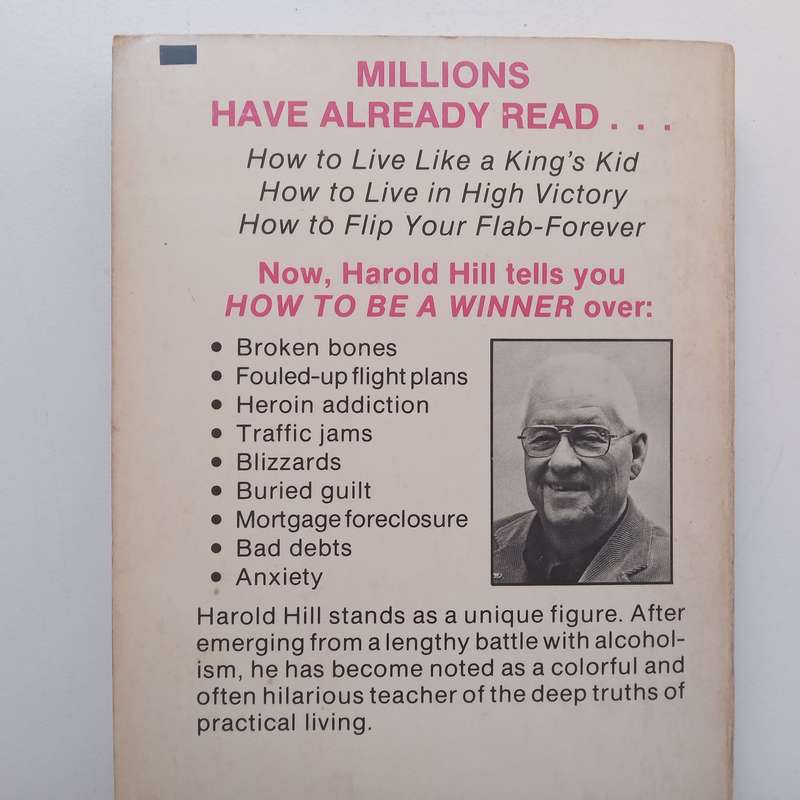 MILLIONS
HAVE ALREADY READ . . .
How to Live Like a King's Kid
How to Live in High Victory
How to Flip Your Flab-Forever
Now, Harold Hill tells you
HOW TO BE A WINNER over:
● Broken bones
● Fouled-up flight plans
● Heroin addiction
● Traffic jams
● Blizzards
● Buried guilt
● Mortgage foreclosure
● Bad debts
● Anxiety
Harold Hill stands as a unique figure. After
emerging from a lengthy battle with alcohol-
ism, he has become noted as a colorful and
often hilarious teacher of the deep truths of
practical living.